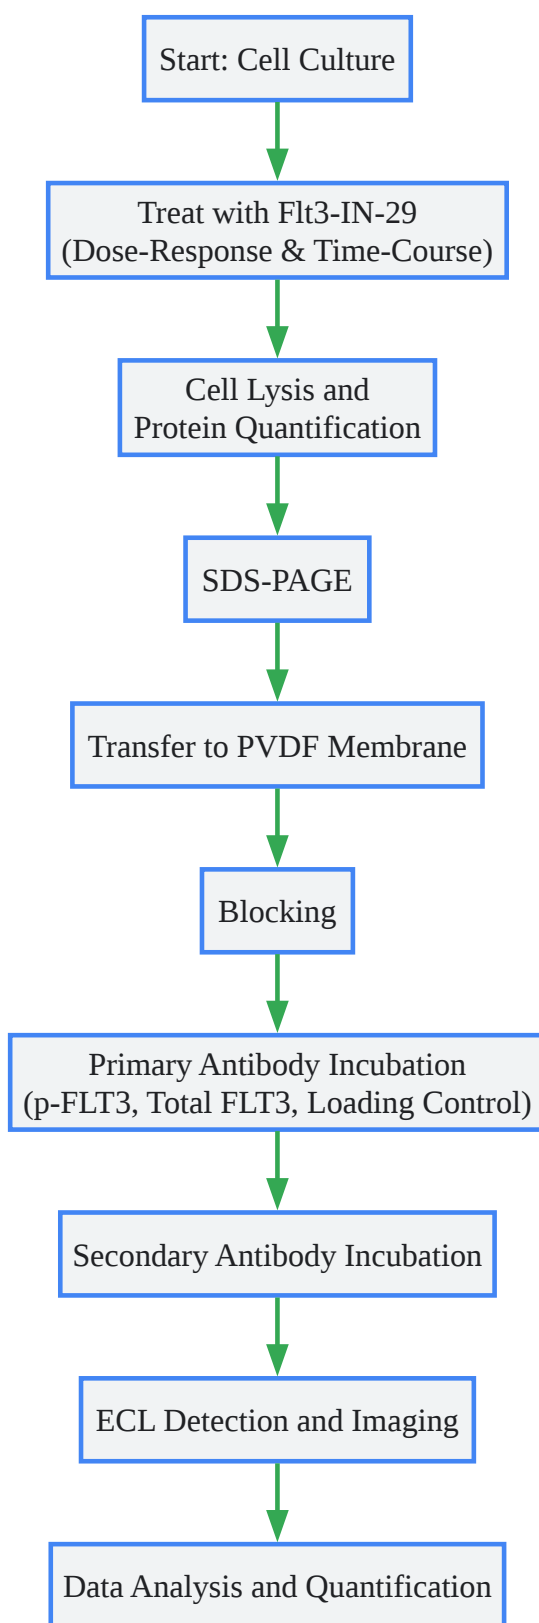 Start: Cell Culture
Treat with Flt3-IN-29
(Dose-Response & Time-Course)
Cell Lysis and
Protein Quantification
SDS-PAGE
Transfer to PVDF Membrane
Blocking
Primary Antibody Incubation
(p-FLT3, Total FLT3, Loading Control)
Secondary Antibody Incubation
ECL Detection and Imaging
Data Analysis and Quantification